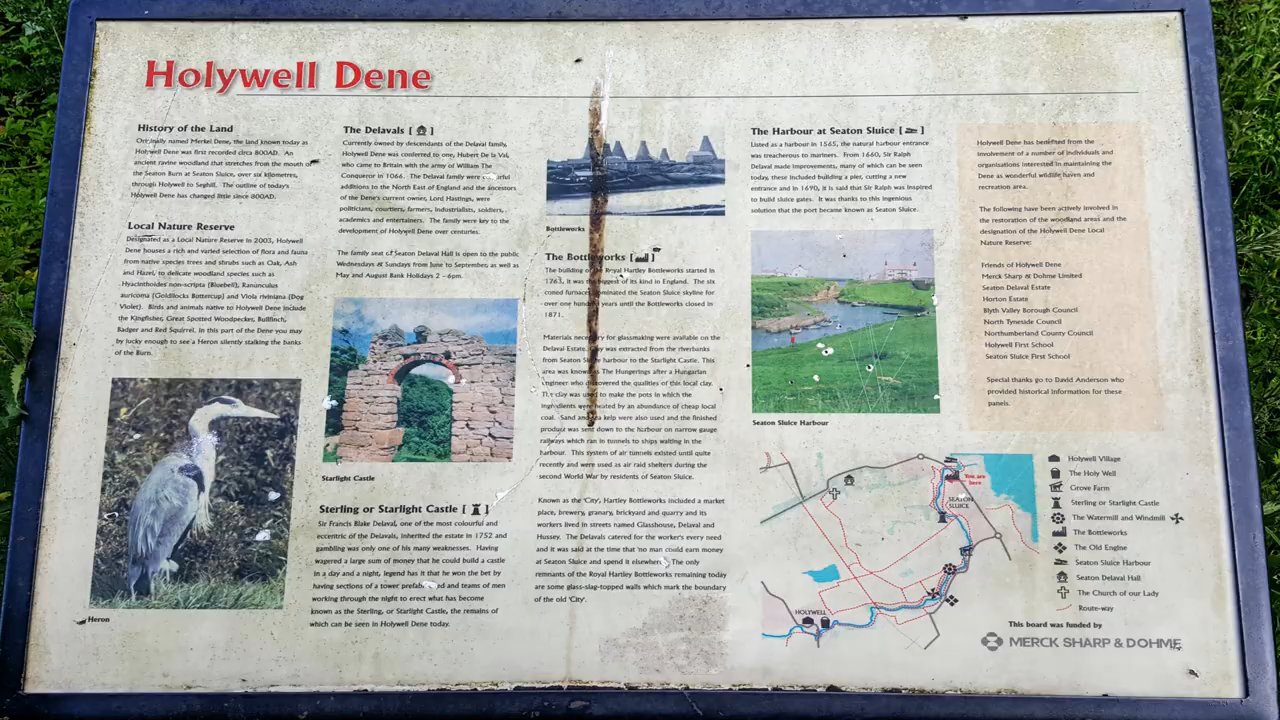 Holywell Dene
History of the Land
Originally named Merkel Dene, the land known today as
Holywell Dene was first recorded circa 800AD. An
ancient ravine woodland that stretches from the mouth of
the Seaton Burn at Seaton Sluice, over six kilometres,
through Holywell to Seghill. The outline of today's
Holywell Dene has changed little since 800AD.
Local Nature Reserve
Designated as a Local Nature Reserve in 2003, Holywell
Dene houses a rich and varied selection of flora and fauna
from native species trees and shrubs such as Oak, Ash
and Hazel, to delicate woodland species such as
Hyacinthoides non-scripta (Bluebell), Ranunculus
auricoma (Goldilocks Buttercup) and Viola riviniana (Dog
Violet). Birds and animals native to Holywell Dene include
the Kingfisher, Great Spotted Woodpecker, Bullfinch,
Badger and Red Squirrel. In this part of the Dene you may
by lucky enough to see a Heron silently stalking the banks
of the Burn.
Heron
The Delavals [ ]
Currently owned by descendants of the Delaval family,
Holywell Dene was conferred to one, Hubert De la Val,
who came to Britain with the army of William The
Conqueror in 1066. The Delaval family were colourful
additions to the North East of England and the ancestors
of the Dene's current owner, Lord Hastings, were
politicians, courtiers, farmers, industrialists, soldiers,
academics and entertainers. The family were key to the
development of Holywell Dene over centuries.
The family seat of Seaton Delaval Hall is open to the public
Wednesdays & Sundays from June to September, as well as
May and August Bank Holidays 2 - 6pm.
Starlight Castle
Sterling or Starlight Castle [ ]
Sir Francis Blake Delaval, one of the most colourful and
eccentric of the Delavals, inherited the estate in 1752 and
gambling was only one of his many weaknesses. Having
wagered a large sum of money that he could build a castle
in a day and a night, legend has it that he won the bet by
having sections of a tower prefabricated and teams of men
working through the night to erect what has become
known as the Sterling, or Starlight Castle, the remains of
which can be seen in Holywell Dene today.
Bottleworks
The Bottleworks [ ]
The building of the Royal Hartley Bottleworks started in
1763, it was the biggest of its kind in England. The six
coned furnaces dominated the Seaton Sluice skyline for
over one hundred years until the Bottleworks closed in
1871.
Materials necessary for glassmaking were available on the
Delaval Estate. Clay was extracted from the riverbanks
from Seaton Sluice harbour to the Starlight Castle. This
area was known as The Hungerings after a Hungarian
engineer who discovered the qualities of this local clay.
The clay was used to make the pots in which the
ingredients were heated by an abundance of cheap local
coal. Sand and sea kelp were also used and the finished
product was sent down to the harbour on narrow gauge
railways which ran in tunnels to ships waiting in the
harbour. This system of air tunnels existed until quite
recently and were used as air raid shelters during the
second World War by residents of Seaton Sluice.
Known as the 'City', Hartley Bottleworks included a market
place, brewery, granary, brickyard and quarry and its
workers lived in streets named Glasshouse, Delaval and
Hussey. The Delavals catered for the worker's every need
and it was said at the time that 'no man could earn money
at Seaton Sluice and spend it elsewhere'. The only
remnants of the Royal Hartley Bottleworks remaining today
are some glass-slag-topped walls which mark the boundary
of the old 'City'.
The Harbour at Seaton Sluice [ ]
Listed as a harbour in 1565, the natural harbour entrance
was treacherous to mariners. From 1660, Sir Ralph
Delaval made improvements, many of which can be seen
today, these included building a pier, cutting a new
entrance and in 1690, it is said that Sir Ralph was inspired
to build sluice gates. It was thanks to this ingenious
solution that the port became known as Seaton Sluice.
Seaton Sluice Harbour
Holywell Dene has benefited from the
involvement of a number of individuals and
organisations interested in maintaining the
Dene as wonderful wildlife haven and
recreation area.
The following have been actively involved in
the restoration of the woodland areas and the
designation of the Holywell Dene Local
Nature Reserve:
Friends of Holywell Dene
Merck Sharp & Dohme Limited
Seaton Delaval Estate
Horton Estate
Blyth Valley Borough Council
North Tyneside Council
Northumberland County Council
Holywell First School
Seaton Sluice First School
Special thanks go to David Anderson who
provided historical information for these
panels.
You are
here
SEATON
SLUICE
HOLYWELL
Holywell Village
The Holy Well
Grove Farm
Sterling or Starlight Castle
The Watermill and Windmill
The Bottleworks
The Old Engine
Seaton Sluice Harbour
Seaton Delaval Hall
The Church of our Lady
Route-way
This board was funded by
MERCK SHARP & DOHME